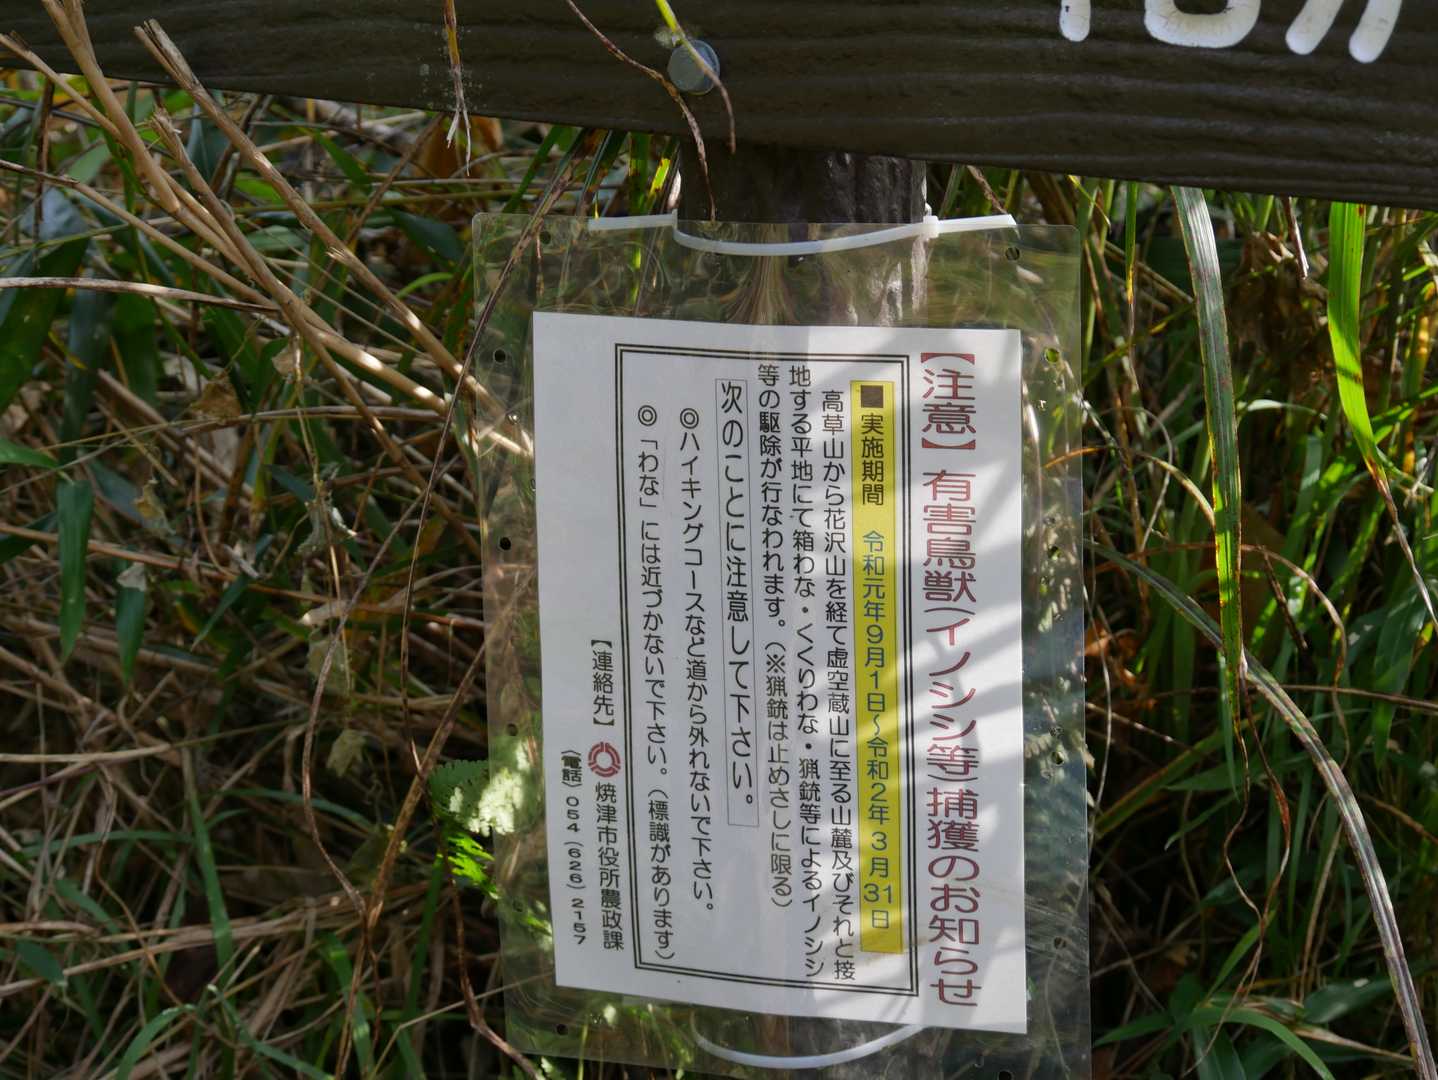 【注意】有害鳥獣(イノシシ等)捕獲のお知らせ
■実施期間 令和元年9月1日～令和2年3月31日
高草山から花沢山を経て虚空蔵山に至る山麓及びそれと接
地する平地にて箱わな・くくりわな・猟銃等によるイノシシ
等の駆除が行なわれます。(※猟銃は止めさしに限る)
次のことに注意して下さい。
◎ハイキングコースなど道から外れないで下さい。
◎「わな」には近づかないで下さい。(標識があります)
【連絡先】焼津市役所農政課
(電話)054(626)2157